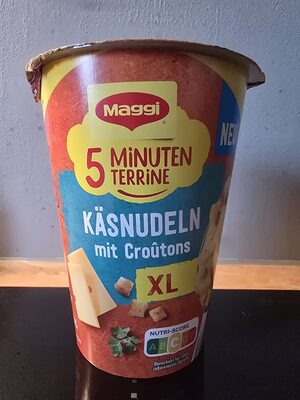 Maggi
5 MINUTEN
TERRINE
NEU
KÄSNUDELN
mit Croûtons
XL
NUTRI-SCORE
A B C